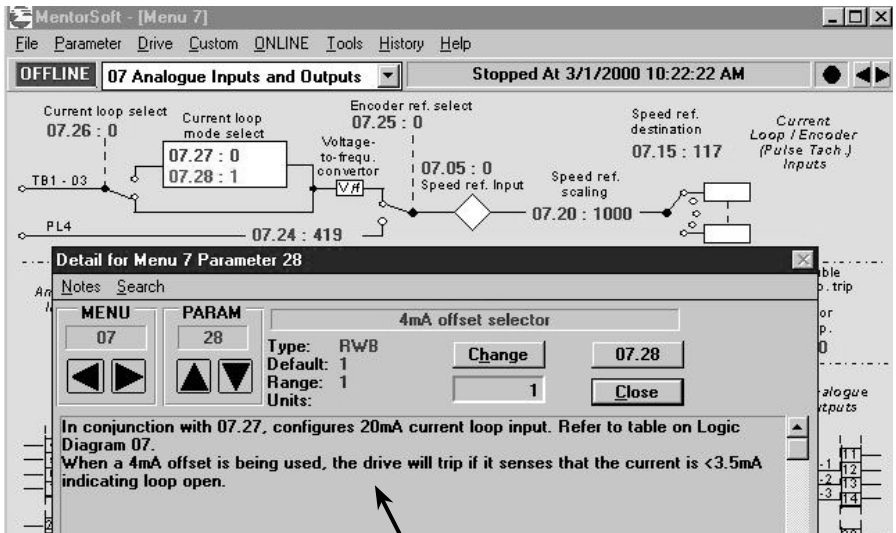 MentorSoft - [Menu 7]
File Parameter Drive Custom ONLINE Tools History Help
OFFLINE 07 Analogue Inputs and Outputs Stopped At 3/1/2000 10:22:22 AM
Current loop select
07.26 : 0
Current loop
mode select
07.27 : 0
07.28 : 1
Encoder ref. select
07.25 : 0
Voltage-
to-frequ.
convertor
V/f
07.05 : 0
Speed ref. Input
Speed ref.
scaling
07.20 : 1000
Speed ref.
destination
07.15 : 117
Current
Loop / Encoder
(Pulse Tach.)
Inputs
TB1 - 03
PL4
07.24 : 419
Detail for Menu 7 Parameter 28
Notes Search
MENU
07
PARAM
28
4mA offset selector
Type: RWB
Default: 1
Range: 1
Units:
Change
07.28
1
Close
In conjunction with 07.27, configures 20mA current loop input. Refer to table on Logic
Diagram 07.
When a 4mA offset is being used, the drive will trip if it senses that the current is <3.5mA
indicating loop open.
11
12
13
14